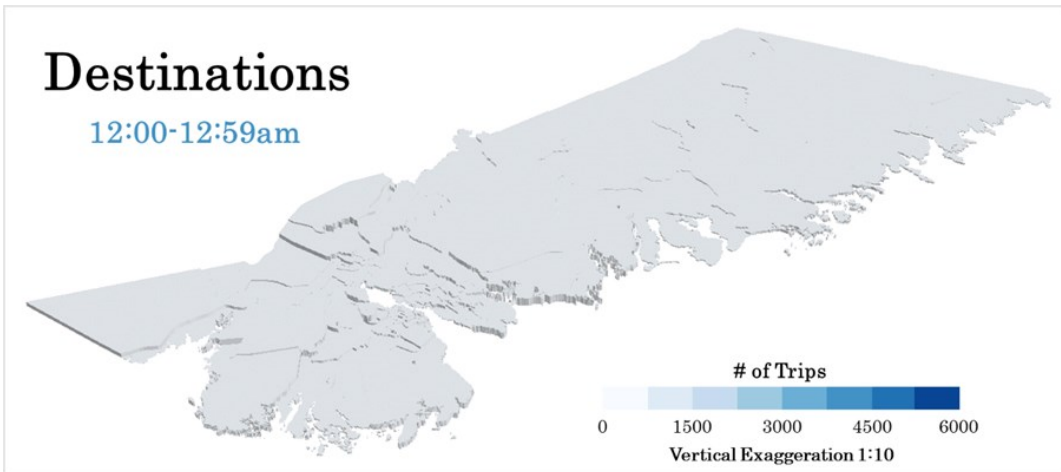 Destinations
12:00-12:59am
# of Trips
0 1500 3000 4500 6000
Vertical Exaggeration 1:10